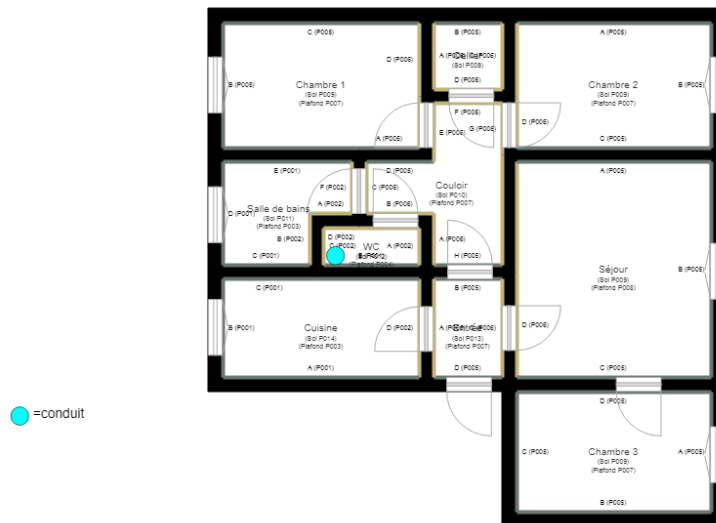 C (P005)
D (P005)
B (P005)
Chambre 1
(Sol P009)
(Plafond P007)
A (P005)
B (P005)
A (P005)
(Sol P009)
D (P005)
A (P005)
B (P005)
Chambre 2
(Sol P009)
(Plafond P007)
D (P005)
C (P005)
F (P005)
E (P005)
G (P005)
D (P005)
C (P005)
B (P005)
Couloir
(Sol P010)
(Plafond P007)
A (P005)
H (P005)
E (P001)
F (P002)
A (P002)
Salle de bains
(Sol P011)
(Plafond P003)
B (P002)
C (P001)
D (P002)
A (P002)
WC
A (P005)
B (P005)
Séjour
(Sol P009)
(Plafond P008)
D (P005)
C (P005)
C (P001)
B (P001)
Cuisine
(Sol P014)
(Plafond P003)
D (P002)
A (P001)
B (P005)
Entrée
(Sol P013)
(Plafond P007)
D (P005)
D (P005)
C (P005)
Chambre 3
(Sol P009)
(Plafond P007)
A (P005)
B (P005)
=conduit